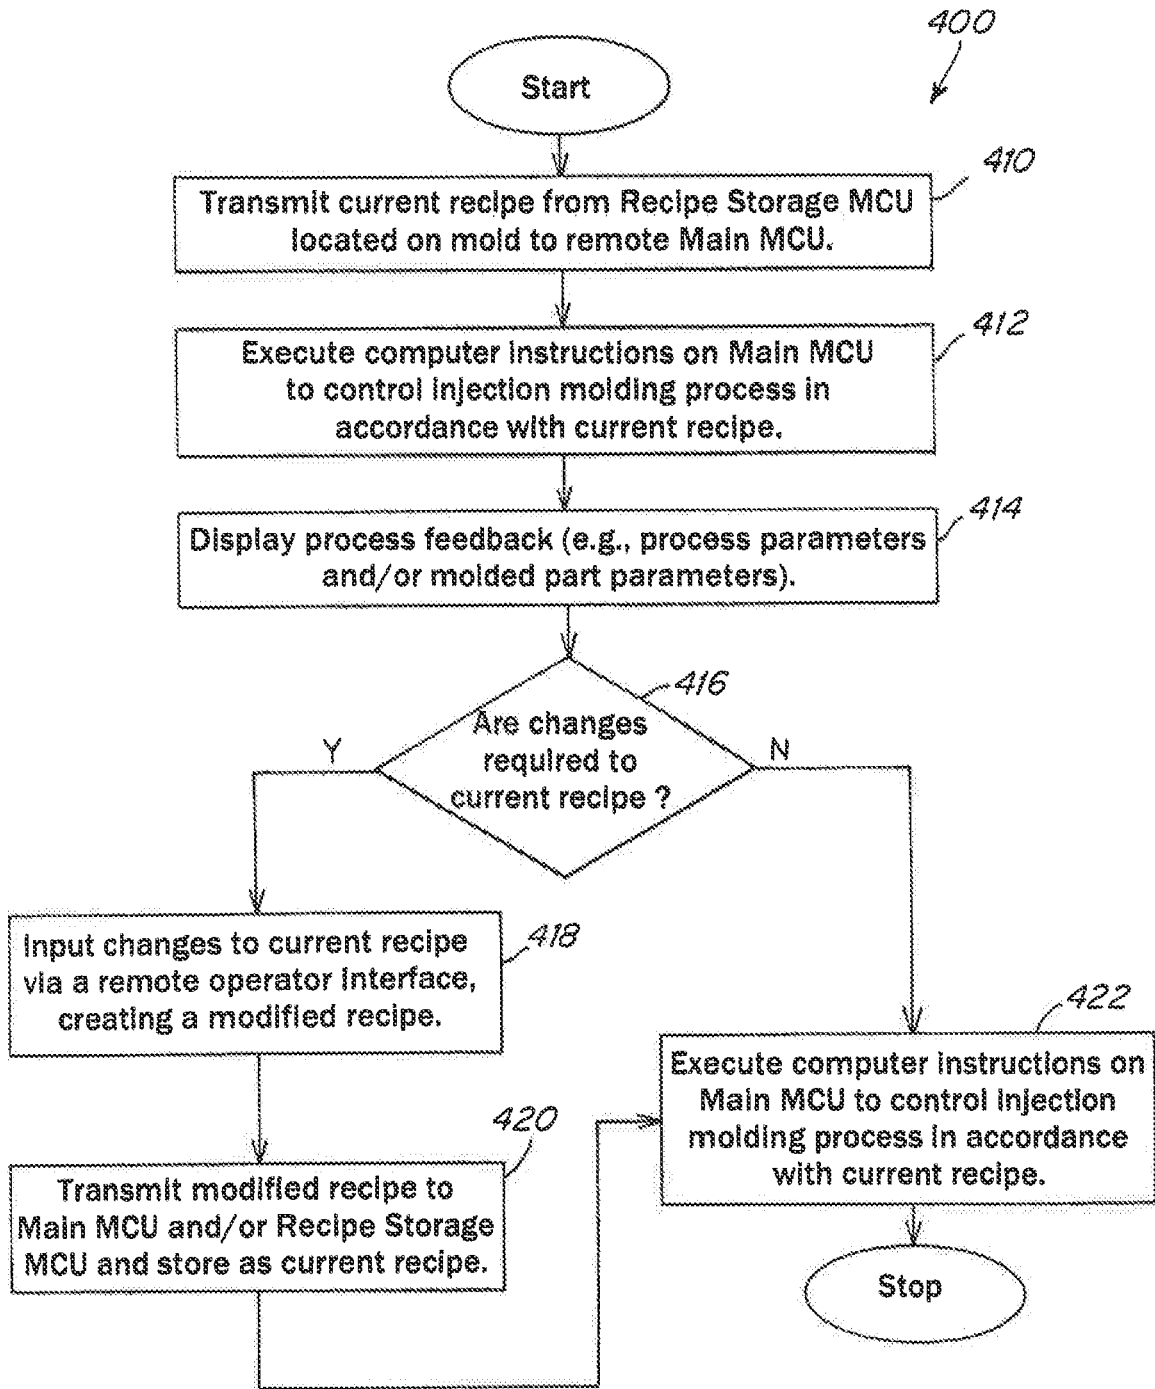 400
Start
410
Transmit current recipe from Recipe Storage MCU
located on mold to remote Main MCU.
412
Execute computer instructions on Main MCU
to control injection molding process in
accordance with current recipe.
414
Display process feedback (e.g., process parameters
and/or molded part parameters).
416
Are changes
required to
current recipe ?
Y
N
418
Input changes to current recipe
via a remote operator interface,
creating a modified recipe.
420
Transmit modified recipe to
Main MCU and/or Recipe Storage
MCU and store as current recipe.
422
Execute computer instructions on
Main MCU to control injection
molding process in accordance
with current recipe.
Stop